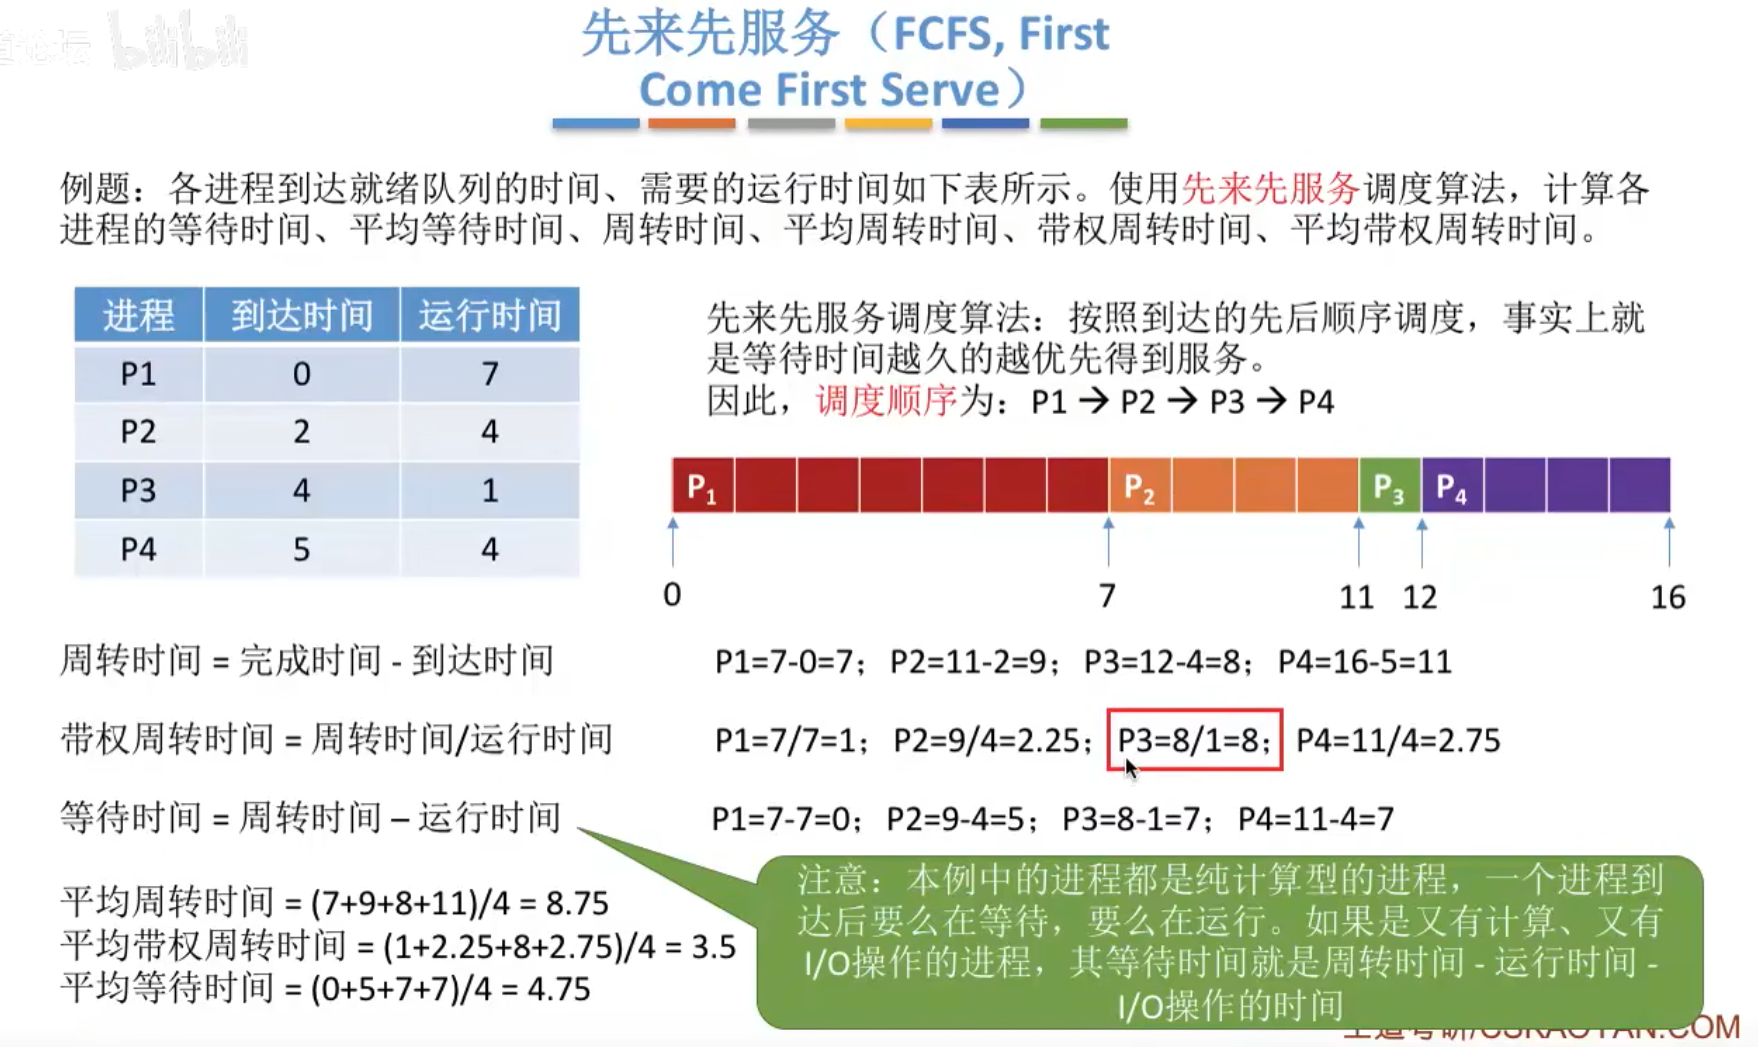 道论坛 bilibili
先来先服务（FCFS, First
Come First Serve）
例题：各进程到达就绪队列的时间、需要的运行时间如下表所示。使用先来先服务调度算法，计算各
进程的等待时间、平均等待时间、周转时间、平均周转时间、带权周转时间、平均带权周转时间。
进程 到达时间 运行时间
P1 0 7
P2 2 4
P3 4 1
P4 5 4
先来先服务调度算法：按照到达的先后顺序调度，事实上就
是等待时间越久的越优先得到服务。
因此，调度顺序为：P1 → P2 → P3 → P4
P₁ P₂ P₃ P₄
0 7 11 12 16
周转时间 = 完成时间 - 到达时间
P1=7-0=7；P2=11-2=9；P3=12-4=8；P4=16-5=11
带权周转时间 = 周转时间/运行时间
P1=7/7=1；P2=9/4=2.25；P3=8/1=8；P4=11/4=2.75
等待时间 = 周转时间 – 运行时间
P1=7-7=0；P2=9-4=5；P3=8-1=7；P4=11-4=7
平均周转时间 = (7+9+8+11)/4 = 8.75
平均带权周转时间 = (1+2.25+8+2.75)/4 = 3.5
平均等待时间 = (0+5+7+7)/4 = 4.75
注意：本例中的进程都是纯计算型的进程，一个进程到
达后要么在等待，要么在运行。如果是又有计算、又有
I/O操作的进程，其等待时间就是周转时间 - 运行时间 -
I/O操作的时间
王道考研/CSKAOYAN.COM